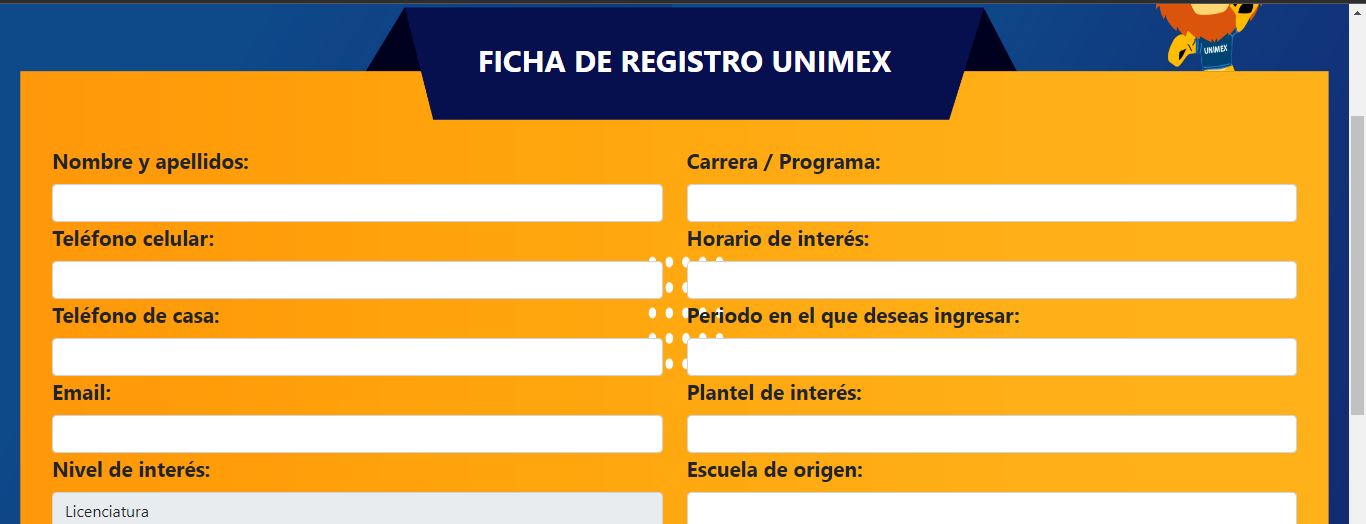 UNIMEX
FICHA DE REGISTRO UNIMEX
Nombre y apellidos:
Carrera / Programa:
Teléfono celular:
Horario de interés:
Teléfono de casa:
Periodo en el que deseas ingresar:
Email:
Plantel de interés:
Nivel de interés:
Escuela de origen:
Licenciatura